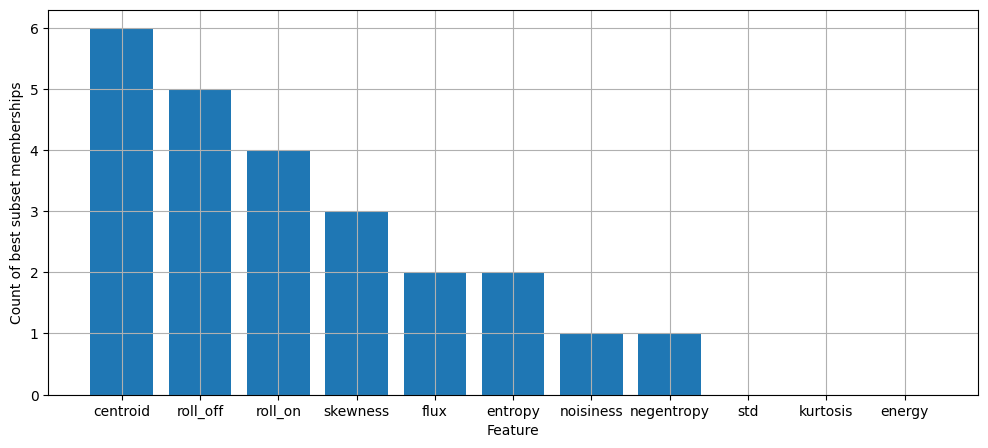 Count of best subset memberships
6
5
4
3
2
1
0
centroid roll_off roll_on skewness flux entropy noisiness negentropy std kurtosis energy
Feature